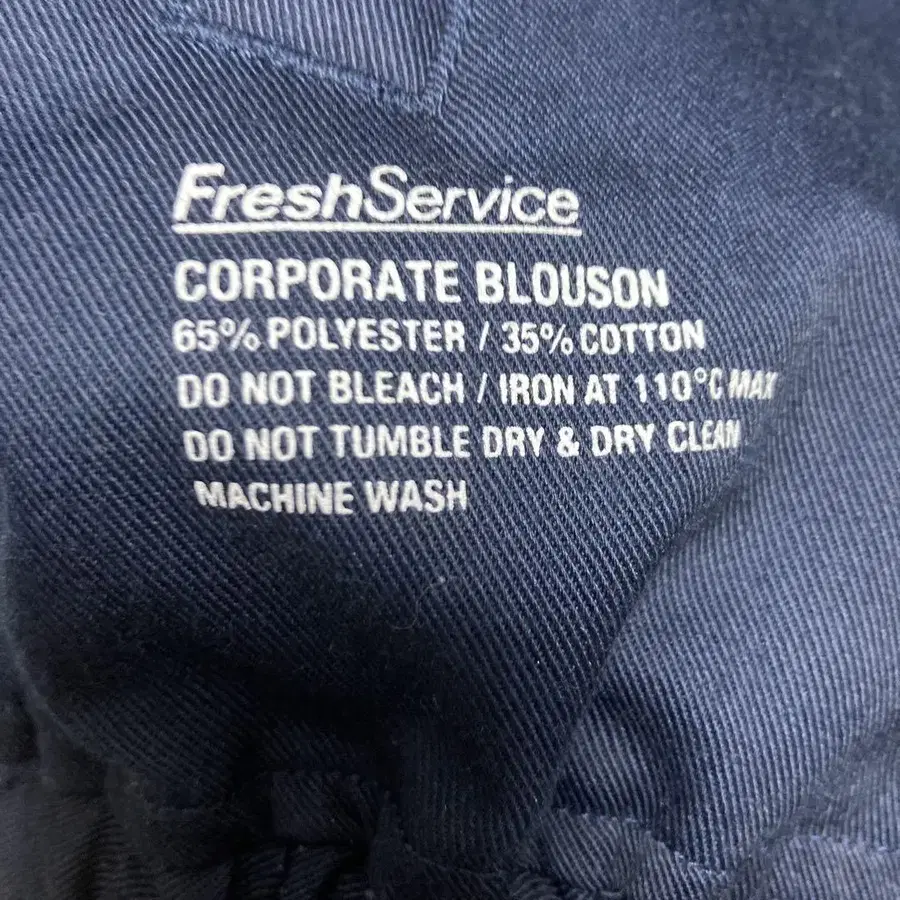 FreshService
CORPORATE BLOUSON
65% POLYESTER / 35% COTTON
DO NOT BLEACH / IRON AT 110°C MAX
DO NOT TUMBLE DRY & DRY CLEAN
MACHINE WASH